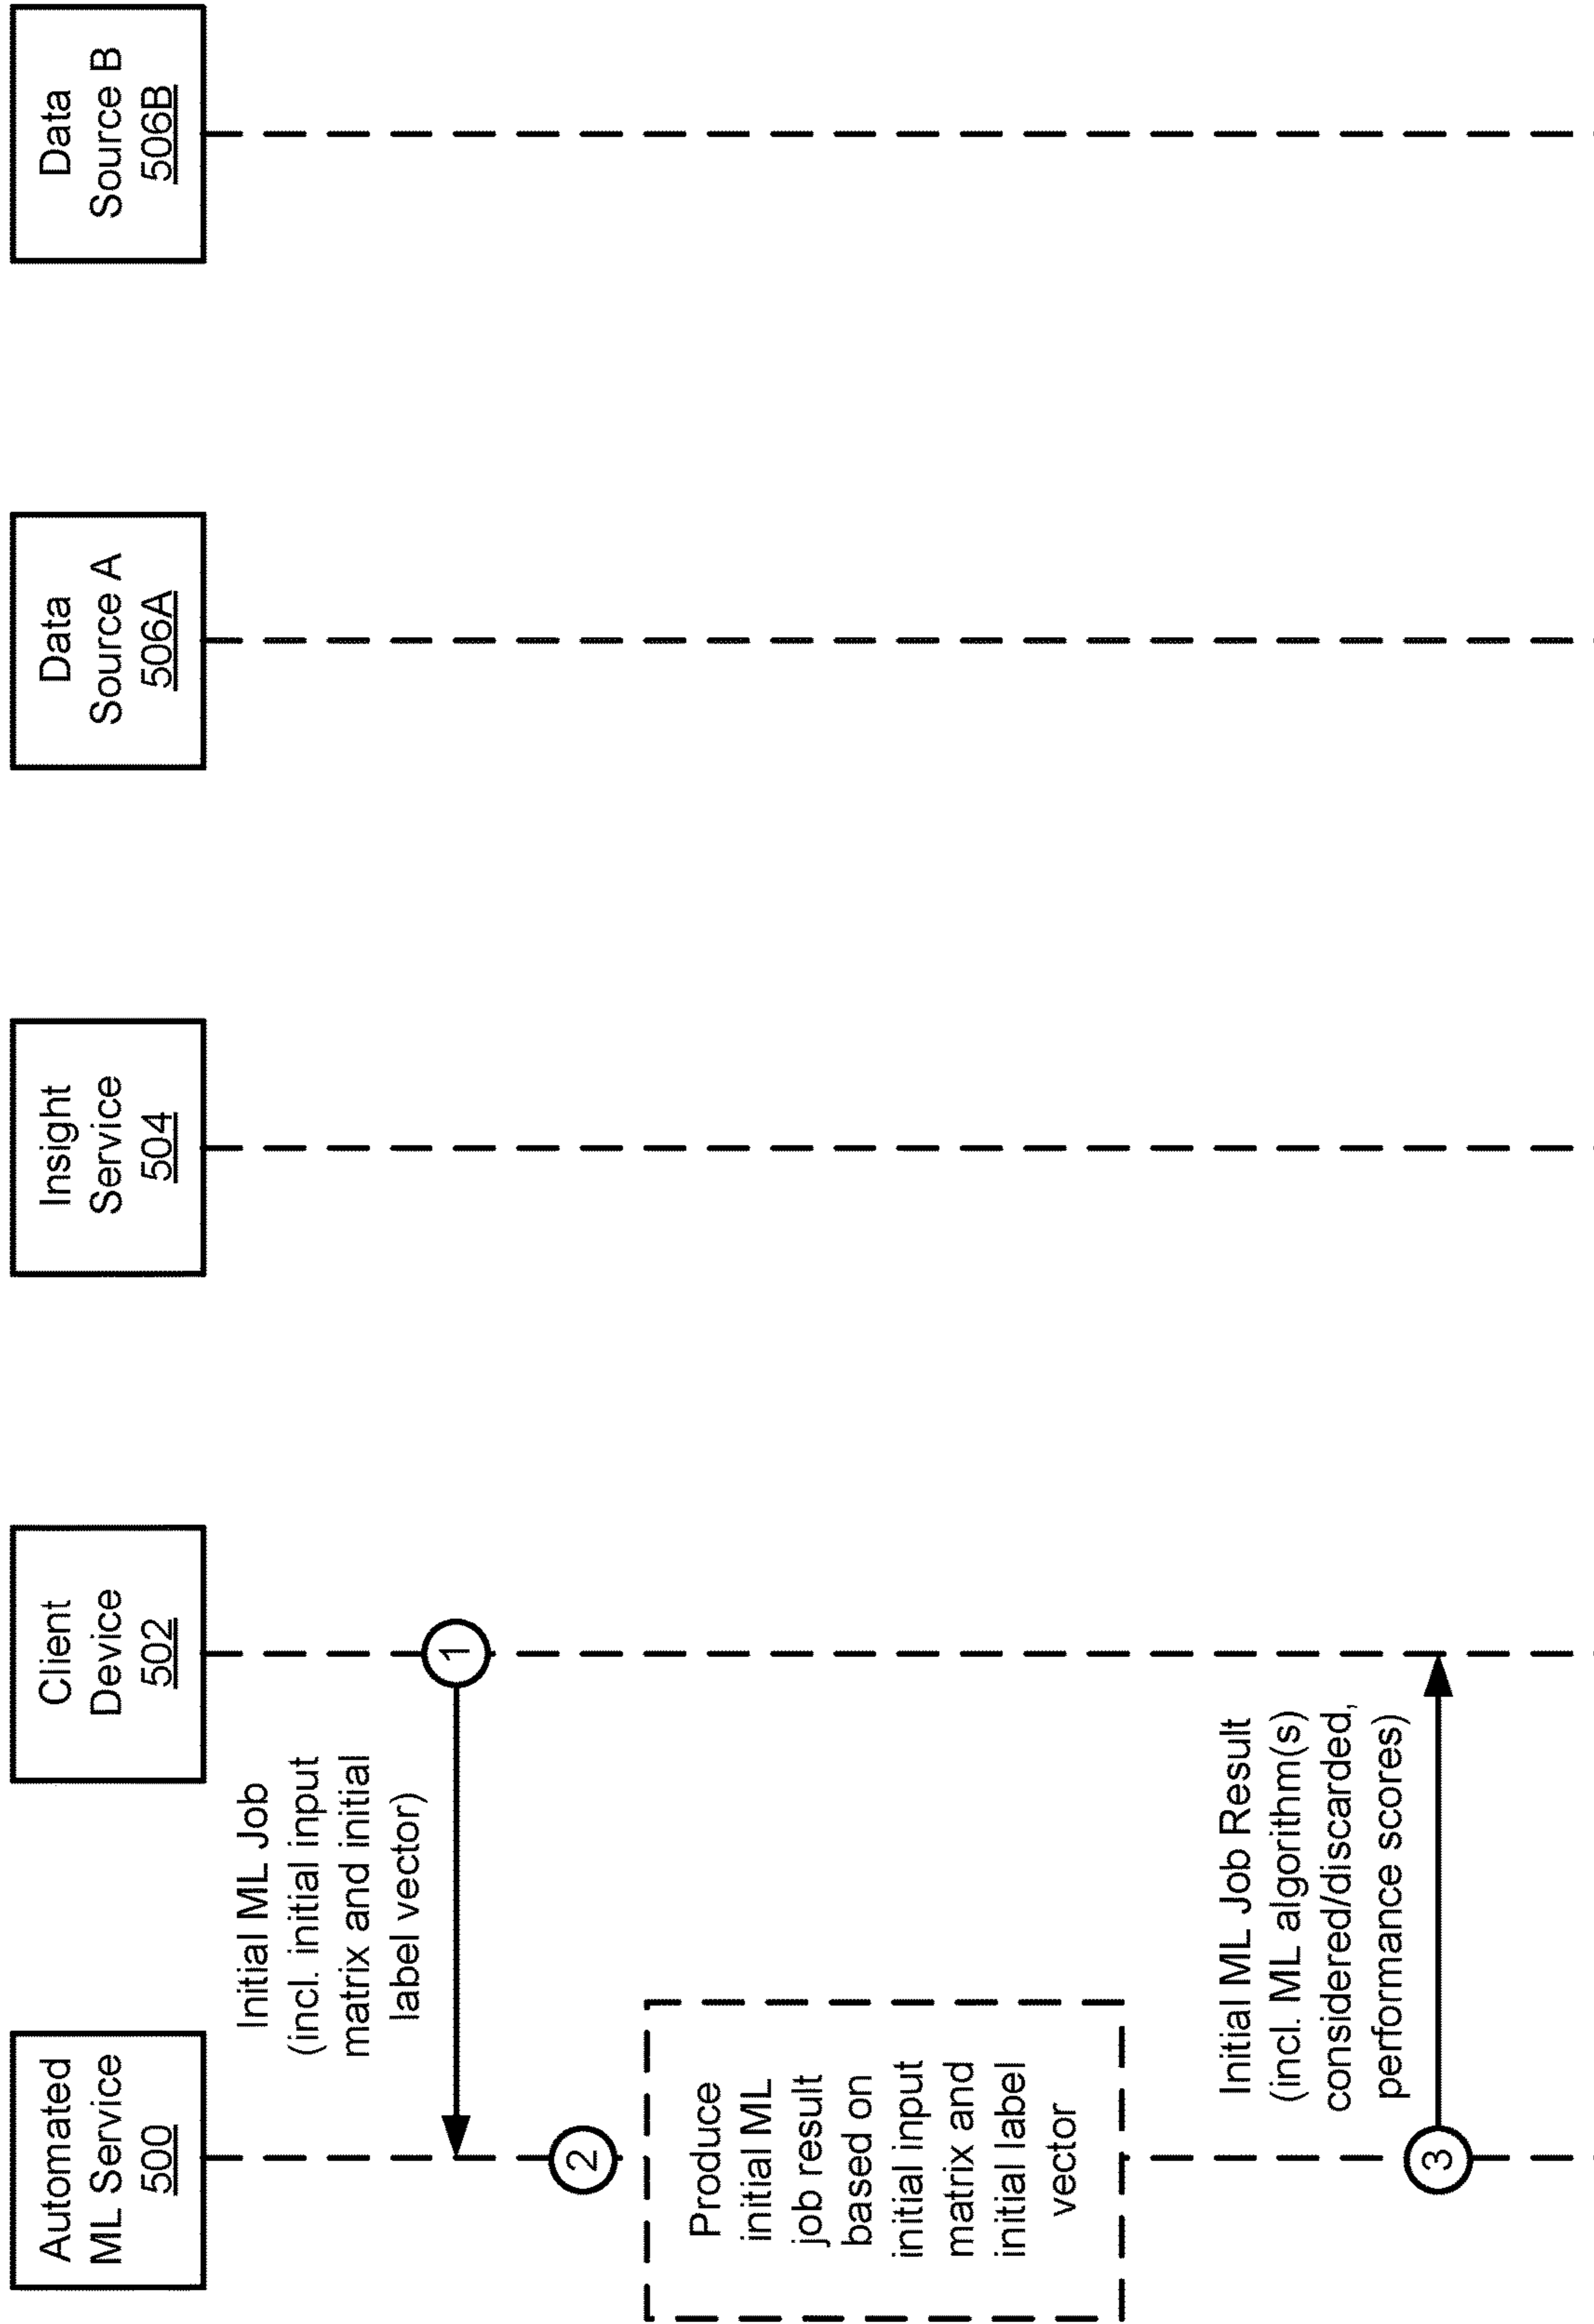 Automated
ML Service
500
Client
Device
502
Insight
Service
504
Data
Source A
506A
Data
Source B
506B
Initial ML Job
(incl. initial input
matrix and initial
label vector)
1
2
Produce
initial ML
job result
based on
initial input
matrix and
initial label
vector
Initial ML Job Result
(incl. ML algorithm(s)
considered/discarded,
performance scores)
3